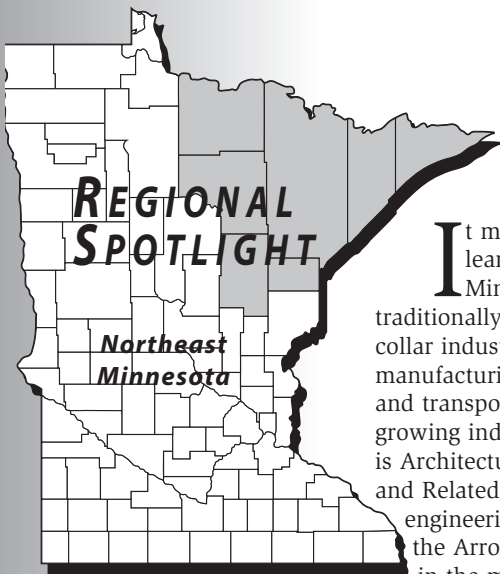 REGIONAL
SPOTLIGHT
Northeast
Minnesota
It m
lear
Min
traditionally
collar indust
manufacturi
and transpo
growing ind
is Architectu
and Related
engineeri
the Arro
in the m